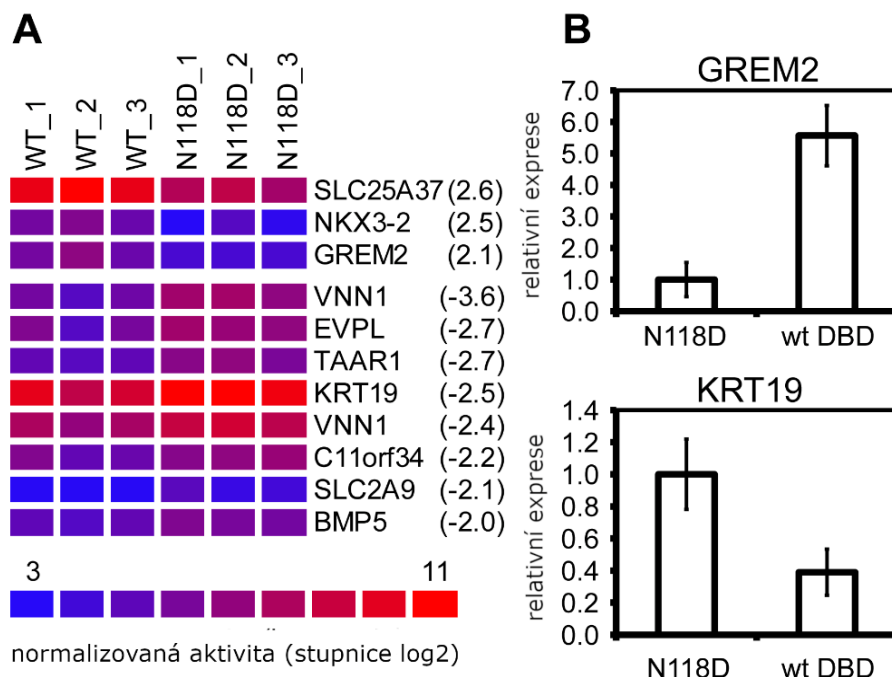 A
WT_1
WT_2
WT_3
N118D_1
N118D_2
N118D_3
SLC25A37 (2.6)
NKX3-2 (2.5)
GREM2 (2.1)
VNN1 (-3.6)
EVPL (-2.7)
TAAR1 (-2.7)
KRT19 (-2.5)
VNN1 (-2.4)
C11orf34 (-2.2)
SLC2A9 (-2.1)
BMP5 (-2.0)
3 11
normalizovaná aktivita (stupnice log2)
B
GREM2
relativní exprese
7.0
6.0
5.0
4.0
3.0
2.0
1.0
0.0
N118D wt DBD
KRT19
relativní exprese
1.4
1.2
1.0
0.8
0.6
0.4
0.2
0.0
N118D wt DBD